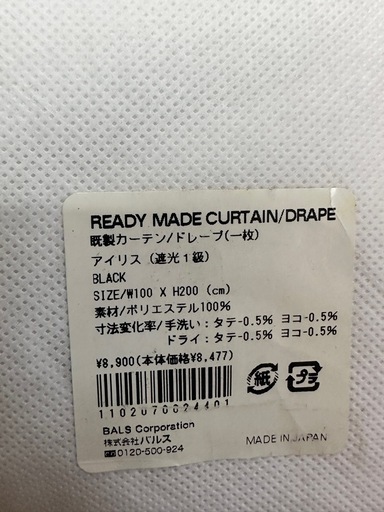 READY MADE CURTAIN/DRAPE
既製カーテン/ドレープ(一枚)
アイリス（遮光１級）
BLACK
SIZE/W100 X H200 (cm)
素材/ポリエステル100%
寸法変化率/手洗い：タテ-0.5% ヨコ-0.5%
ドライ：タテ-0.5% ヨコ-0.5%
¥8,900(本体価格¥8,477)
紙 プラ
1102070024401
BALS Corporation
株式会社バルス
0120-500-924
MADE IN JAPAN